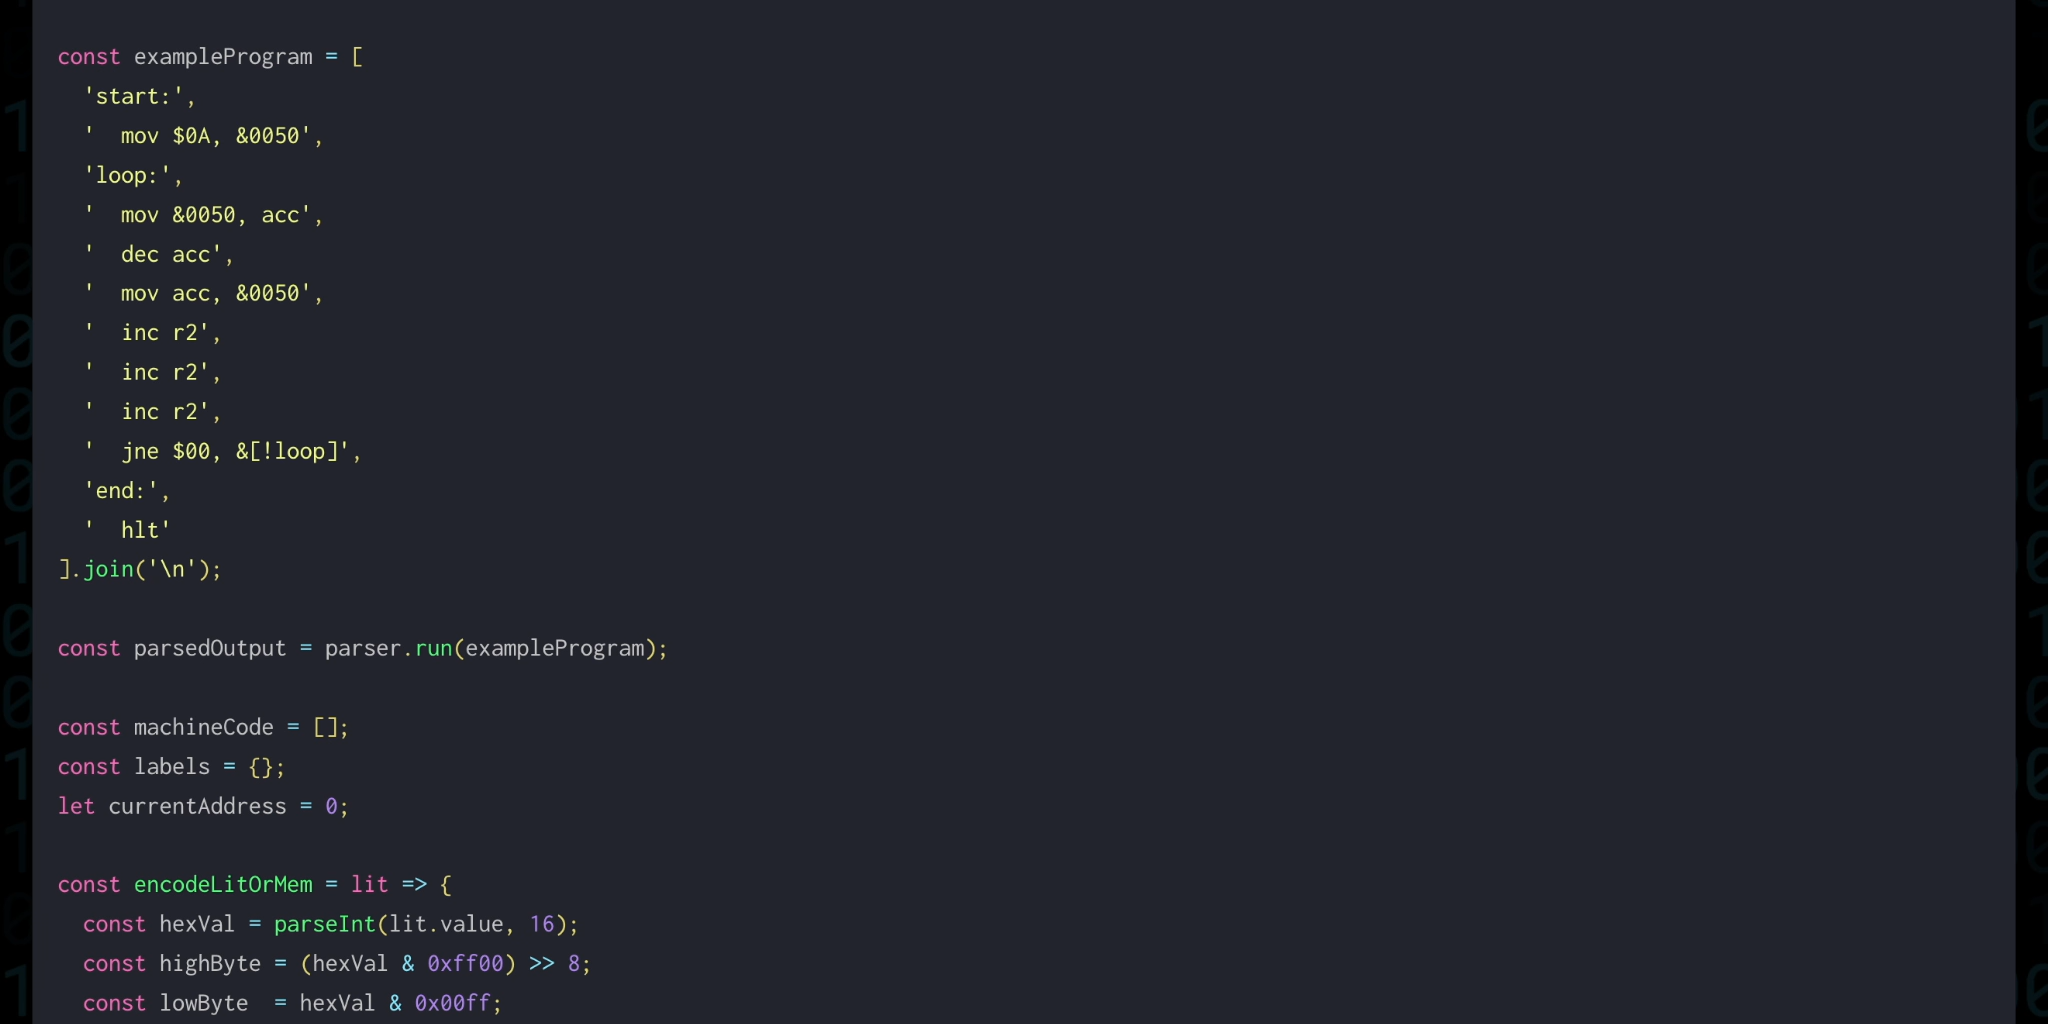 const exampleProgram = [
  'start:',
  '  mov $0A, &0050',
  'loop:',
  '  mov &0050, acc',
  '  dec acc',
  '  mov acc, &0050',
  '  inc r2',
  '  inc r2',
  '  inc r2',
  '  jne $00, &[!loop]',
  'end:',
  '  hlt'
].join('\n');
const parsedOutput = parser.run(exampleProgram);
const machineCode = [];
const labels = {};
let currentAddress = 0;
const encodeLitOrMem = lit => {
  const hexVal = parseInt(lit.value, 16);
  const highByte = (hexVal & 0xff00) >> 8;
  const lowByte  = hexVal & 0x00ff;